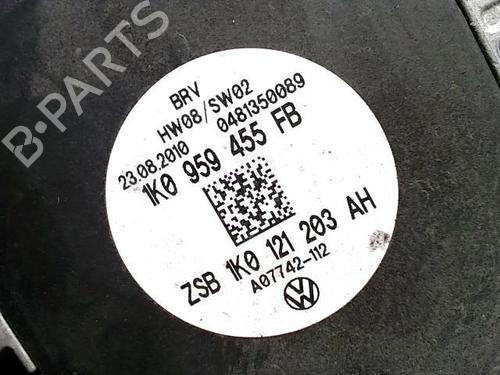 B-PARTS
BRV
HW08/SW02
23.08.2010 0481350089
1K0 959 455 FB
ZSB 1K0 121 203 AH
A07742-112